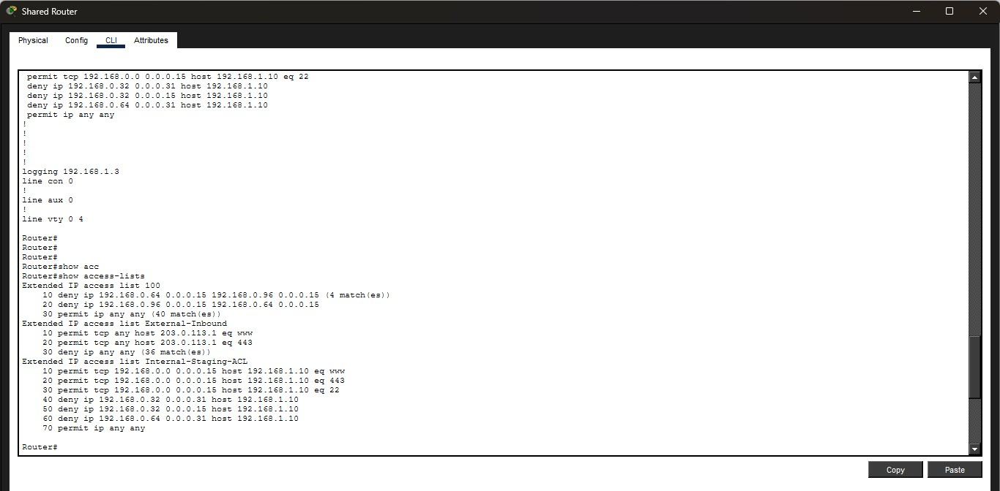 Shared Router
Physical Config CLI Attributes
permit tcp 192.168.0.0 0.0.0.15 host 192.168.1.10 eq 22
deny ip 192.168.0.32 0.0.0.31 host 192.168.1.10
deny ip 192.168.0.32 0.0.0.15 host 192.168.1.10
deny ip 192.168.0.64 0.0.0.31 host 192.168.1.10
permit ip any any
!
!
!
!
!
logging 192.168.1.3
line con 0
!
line aux 0
!
line vty 0 4
Router#
Router#
Router#
Router#show acc
Router#show access-lists
Extended IP access list 100
10 deny ip 192.168.0.64 0.0.0.15 192.168.0.96 0.0.0.15 (4 match(es))
20 deny ip 192.168.0.96 0.0.0.15 192.168.0.64 0.0.0.15
30 permit ip any any (40 match(es))
Extended IP access list External-Inbound
10 permit tcp any host 203.0.113.1 eq www
20 permit tcp any host 203.0.113.1 eq 443
30 deny ip any any (36 match(es))
Extended IP access list Internal-Staging-ACL
10 permit tcp 192.168.0.0 0.0.0.15 host 192.168.1.10 eq www
20 permit tcp 192.168.0.0 0.0.0.15 host 192.168.1.10 eq 443
30 permit tcp 192.168.0.0 0.0.0.15 host 192.168.1.10 eq 22
40 deny ip 192.168.0.32 0.0.0.31 host 192.168.1.10
50 deny ip 192.168.0.32 0.0.0.15 host 192.168.1.10
60 deny ip 192.168.0.64 0.0.0.31 host 192.168.1.10
70 permit ip any any
Router#
Copy Paste